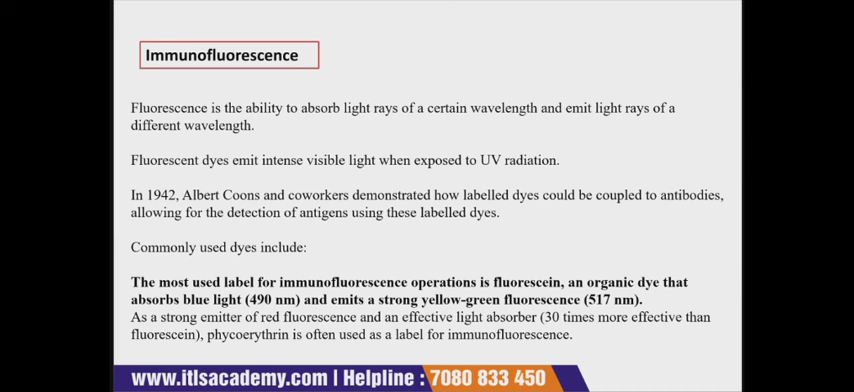 Immunofluorescence
Fluorescence is the ability to absorb light rays of a certain wavelength and emit light rays of a
different wavelength.
Fluorescent dyes emit intense visible light when exposed to UV radiation.
In 1942, Albert Coons and coworkers demonstrated how labelled dyes could be coupled to antibodies,
allowing for the detection of antigens using these labelled dyes.
Commonly used dyes include:
The most used label for immunofluorescence operations is fluorescein, an organic dye that
absorbs blue light (490 nm) and emits a strong yellow-green fluorescence (517 nm).
As a strong emitter of red fluorescence and an effective light absorber (30 times more effective than
fluorescein), phycoerythrin is often used as a label for immunofluorescence.
www.itlsacademy.com | Helpline : 7080 833 450